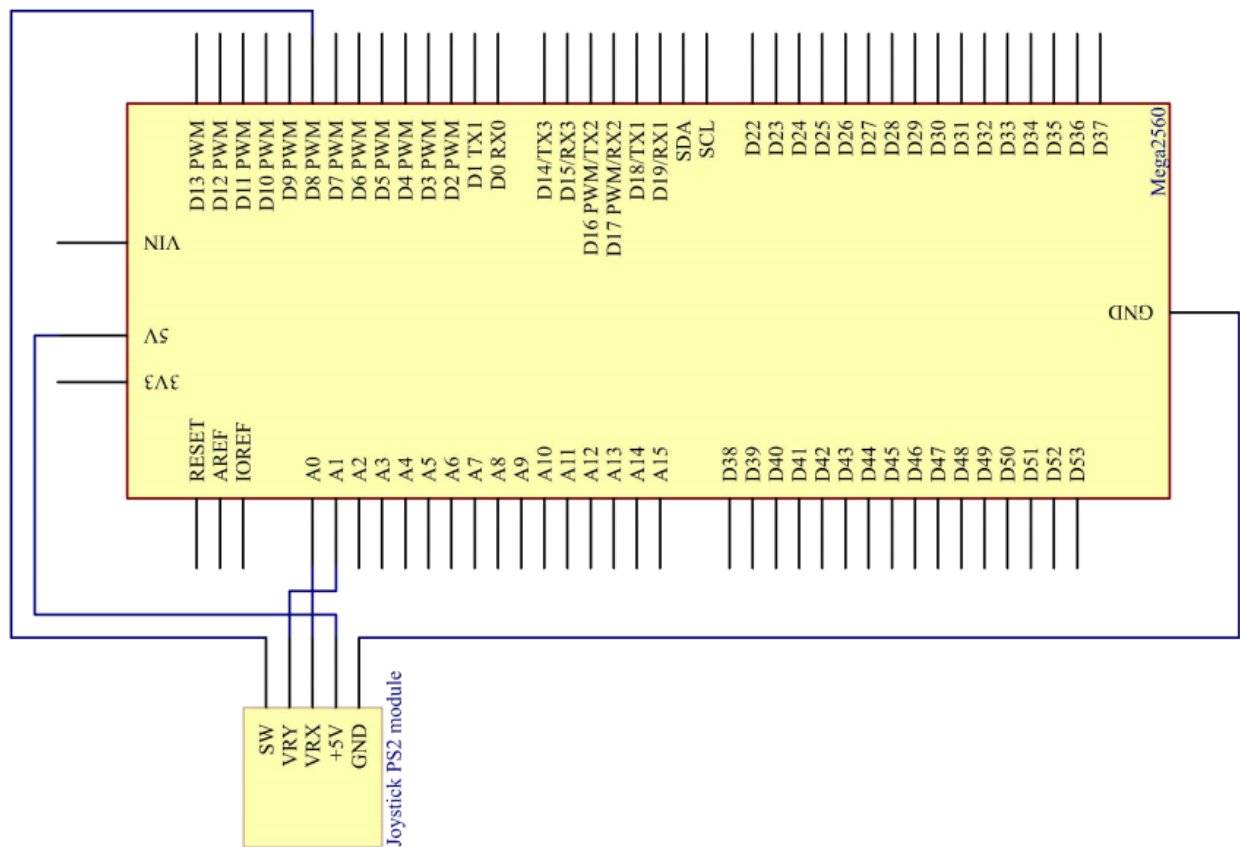 D13 PWM
D12 PWM
D11 PWM
D10 PWM
D9 PWM
D8 PWM
D7 PWM
D6 PWM
D5 PWM
D4 PWM
D3 PWM
D2 PWM
D1 TX1
D0 RX0
D14/TX3
D15/RX3
D16 PWM/TX2
D17 PWM/RX2
D18/TX1
D19/RX1
SDA
SCL
D22
D23
D24
D25
D26
D27
D28
D29
D30
D31
D32
D33
D34
D35
D36
D37
Mega2560
VIN
5V
3V3
GND
RESET
AREF
IOREF
A0
A1
A2
A3
A4
A5
A6
A7
A8
A9
A10
A11
A12
A13
A14
A15
D38
D39
D40
D41
D42
D43
D44
D45
D46
D47
D48
D49
D50
D51
D52
D53
SW
VRY
VRX
+5V
GND
Joystick PS2 module